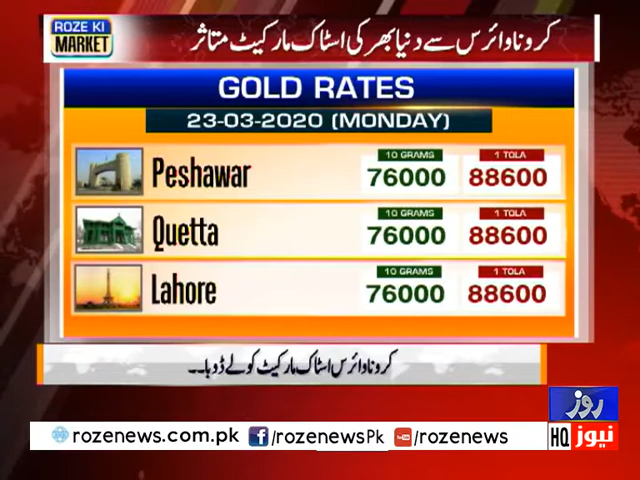 ROZE KI
MARKET
کرونا وائرس سے دنیا بھر کی اسٹاک مارکیٹ متاثر
GOLD RATES
23-03-2020 (MONDAY)
Peshawar
10 GRAMS
76000
1 TOLA
88600
Quetta
10 GRAMS
76000
1 TOLA
88600
Lahore
10 GRAMS
76000
1 TOLA
88600
کرونا وائرس اسٹاک مارکیٹ کو لے ڈوبا۔۔
rozenews.com.pk /rozenewsPk You Tube /rozenews
روز
HQ نیوز